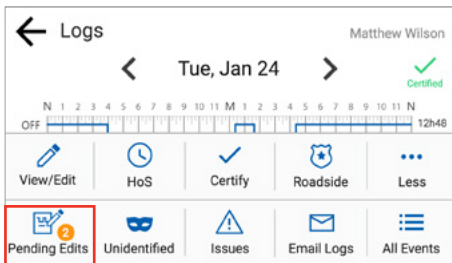 Logs Matthew Wilson
Tue, Jan 24
Certified
N 1 2 3 4 5 6 7 8 9 10 11 M 1 2 3 4 5 6 7 8 9 10 11 N
OFF 12h48
View/Edit HoS Certify Roadside Less
2
Pending Edits Unidentified Issues Email Logs All Events